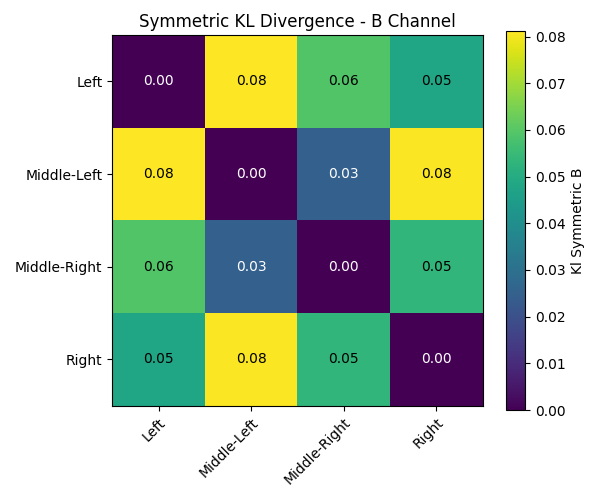 Symmetric KL Divergence - B Channel
Left 0.00 0.08 0.06 0.05
Middle-Left 0.08 0.00 0.03 0.08
Middle-Right 0.06 0.03 0.00 0.05
Right 0.05 0.08 0.05 0.00
Left Middle-Left Middle-Right Right
0.08
0.07
0.06
0.05
0.04
0.03
0.02
0.01
0.00
Kl Symmetric B